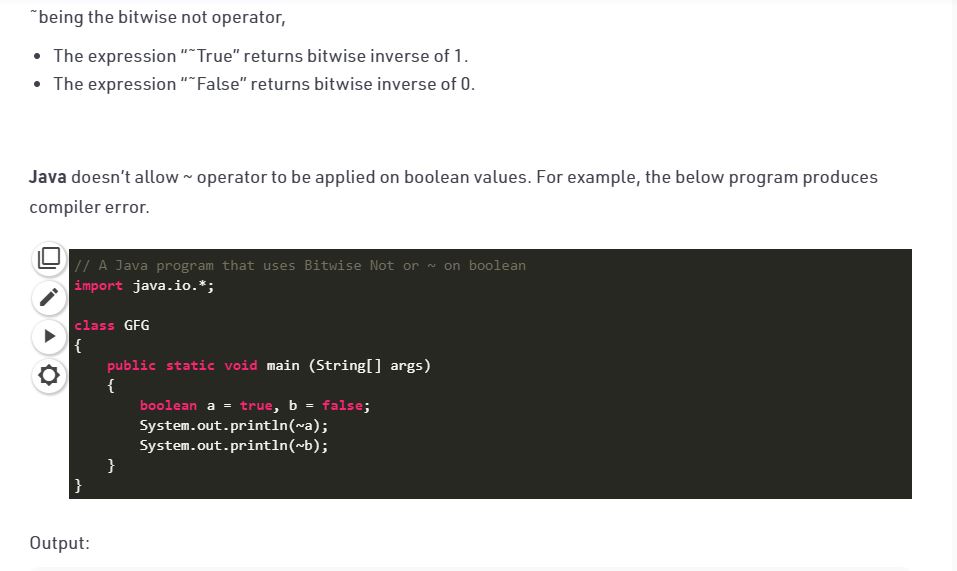 ~being the bitwise not operator,
• The expression “~True” returns bitwise inverse of 1.
• The expression “~False” returns bitwise inverse of 0.
Java doesn’t allow ~ operator to be applied on boolean values. For example, the below program produces
compiler error.
// A Java program that uses Bitwise Not or ~ on boolean
import java.io.*;
class GFG
{
    public static void main (String[] args)
    {
        boolean a = true, b = false;
        System.out.println(~a);
        System.out.println(~b);
    }
}
Output: